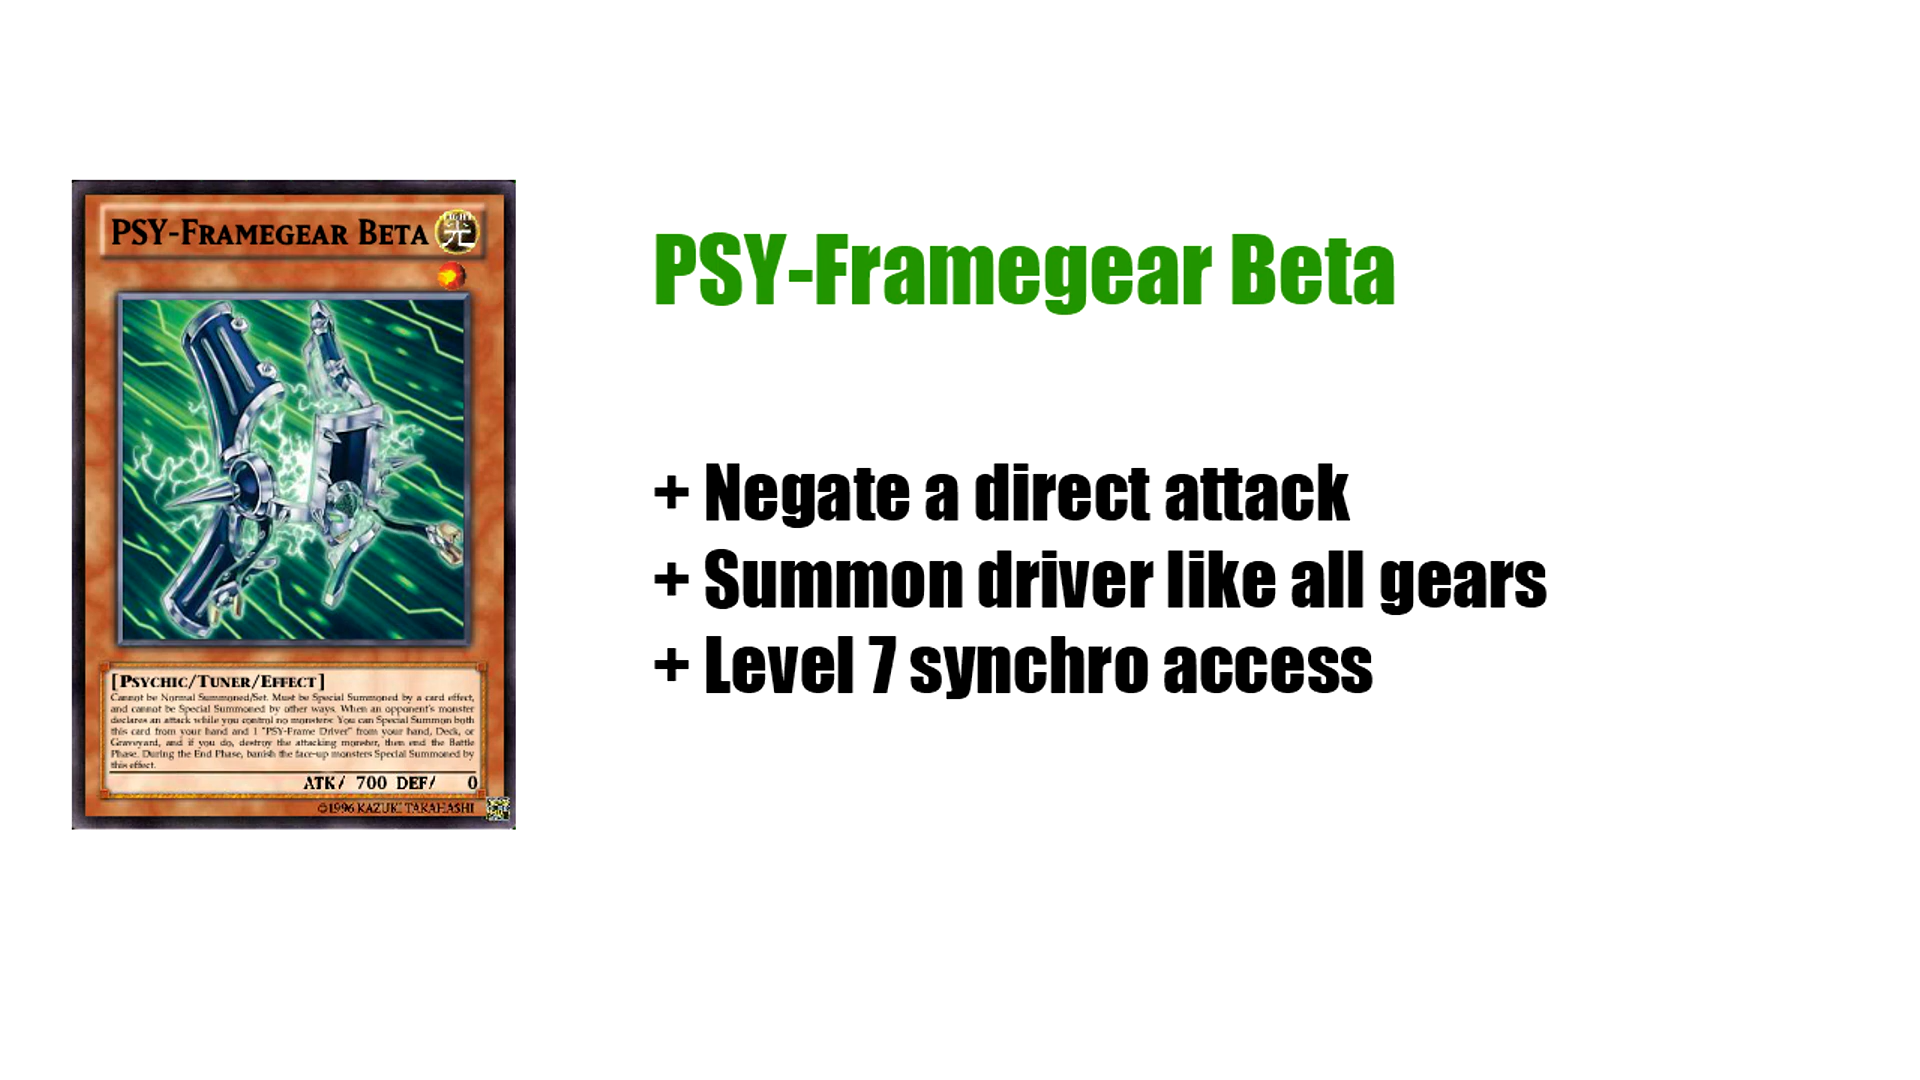 PSY-Framegear Beta
光
[Psychic/Tuner/Effect]
Cannot be Normal Summoned/Set. Must be Special Summoned by a card effect,
and cannot be Special Summoned by other ways. When an opponent's monster
declares an attack while you control no monsters: You can Special Summon both
this card from your hand and 1 "PSY-Frame Driver" from your hand, Deck, or
Graveyard, and if you do, destroy the attacking monster, then end the Battle
Phase. During the End Phase, banish the face-up monsters Special Summoned by
this effect.
ATK/ 700 DEF/ 0
©1996 KAZUKI TAKAHASHI
PSY-Framegear Beta
+ Negate a direct attack
+ Summon driver like all gears
+ Level 7 synchro access